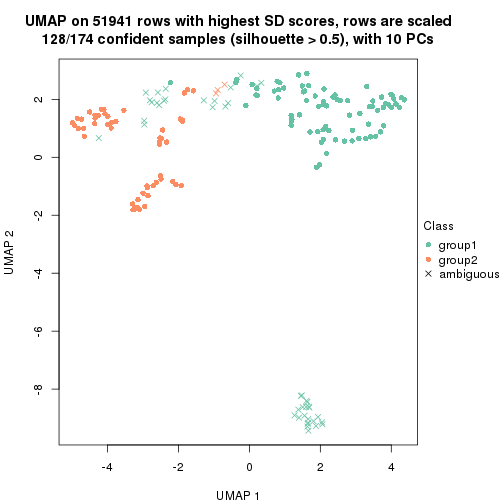 UMAP on 51941 rows with highest SD scores, rows are scaled
128/174 confident samples (silhouette > 0.5), with 10 PCs
2
0
-2
-4
-6
-8
UMAP 2
-4
-2
0
2
4
UMAP 1
Class
group1
group2
ambiguous